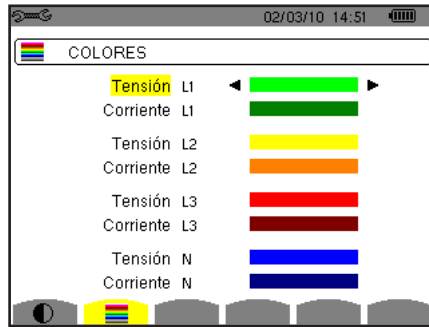 02/03/10 14:51
COLORES
Tensión L1
Corriente L1
Tensión L2
Corriente L2
Tensión L3
Corriente L3
Tensión N
Corriente N